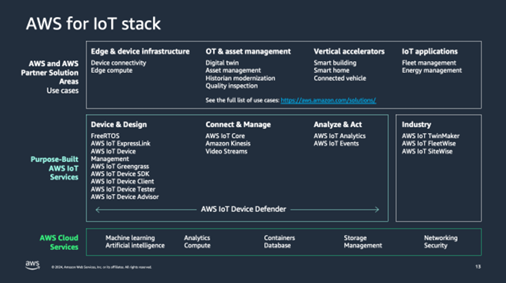 AWS for IoT stack
AWS and AWS
Partner Solution
Areas
Use cases
Edge & device infrastructure
Device connectivity
Edge compute
OT & asset management
Digital twin
Asset management
Historian modernization
Quality inspection
Vertical accelerators
Smart building
Smart home
Connected vehicle
IoT applications
Fleet management
Energy management
See the full list of use cases: https://aws.amazon.com/solutions/
Purpose-Built
AWS IoT
Services
Device & Design
FreeRTOS
AWS IoT ExpressLink
AWS IoT Device
Management
AWS IoT Greengrass
AWS IoT Device SDK
AWS IoT Device Client
AWS IoT Device Tester
AWS IoT Device Advisor
Connect & Manage
AWS IoT Core
Amazon Kinesis
Video Streams
Analyze & Act
AWS IoT Analytics
AWS IoT Events
AWS IoT Device Defender
Industry
AWS IoT TwinMaker
AWS IoT FleetWise
AWS IoT SiteWise
AWS Cloud
Services
Machine learning
Artificial intelligence
Analytics
Compute
Containers
Database
Storage
Management
Networking
Security
aws
© 2024, Amazon Web Services, Inc. or its affiliates. All rights reserved.
13